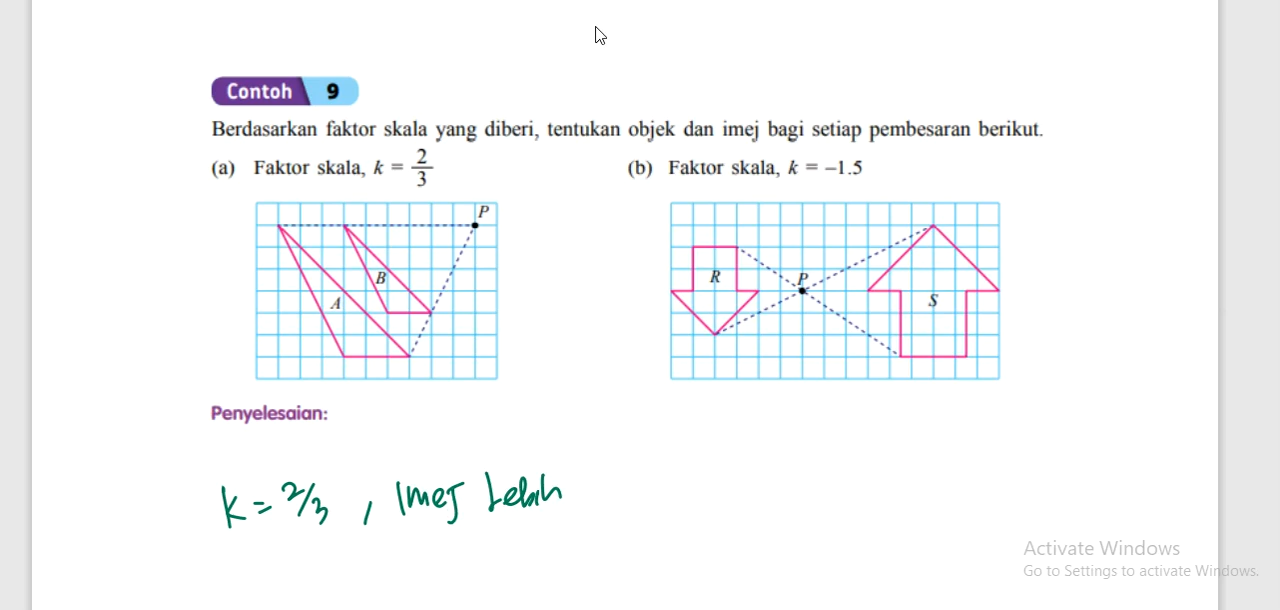 Contoh 9
Berdasarkan faktor skala yang diberi, tentukan objek dan imej bagi setiap pembesaran berikut.
(a) Faktor skala, k = 2/3
(b) Faktor skala, k = –1.5
P
B
A
R
P
S
Penyelesaian:
k = 2/3 , Imej Lebih
Activate Windows
Go to Settings to activate Windows.